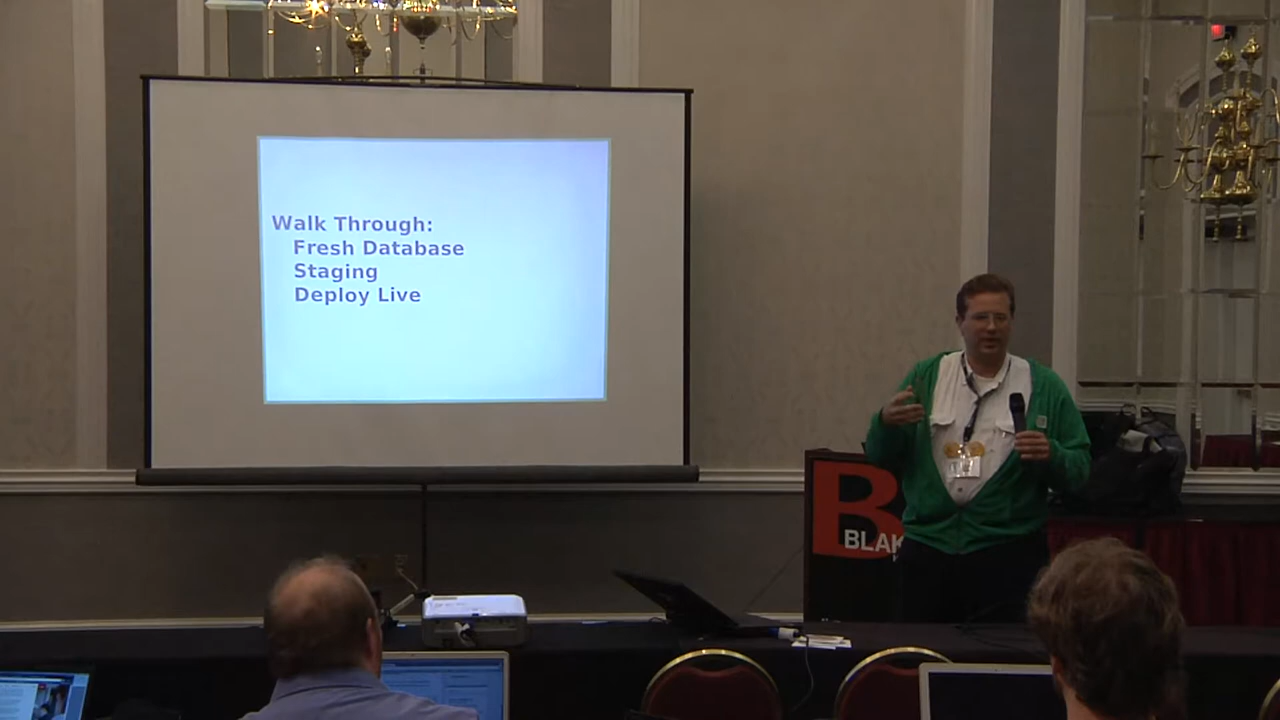 Walk Through:
Fresh Database
Staging
Deploy Live
B
BLAK